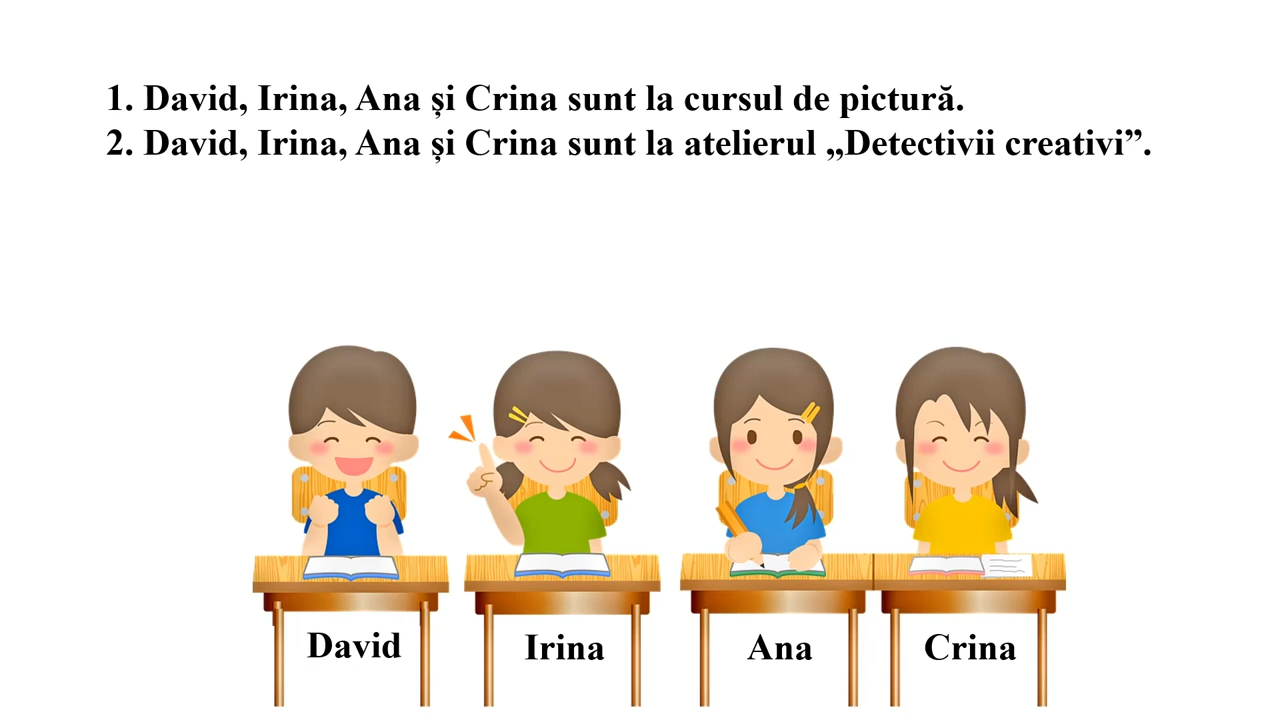 1. David, Irina, Ana și Crina sunt la cursul de pictură.
2. David, Irina, Ana și Crina sunt la atelierul „Detectivii creativi”.
David
Irina
Ana
Crina